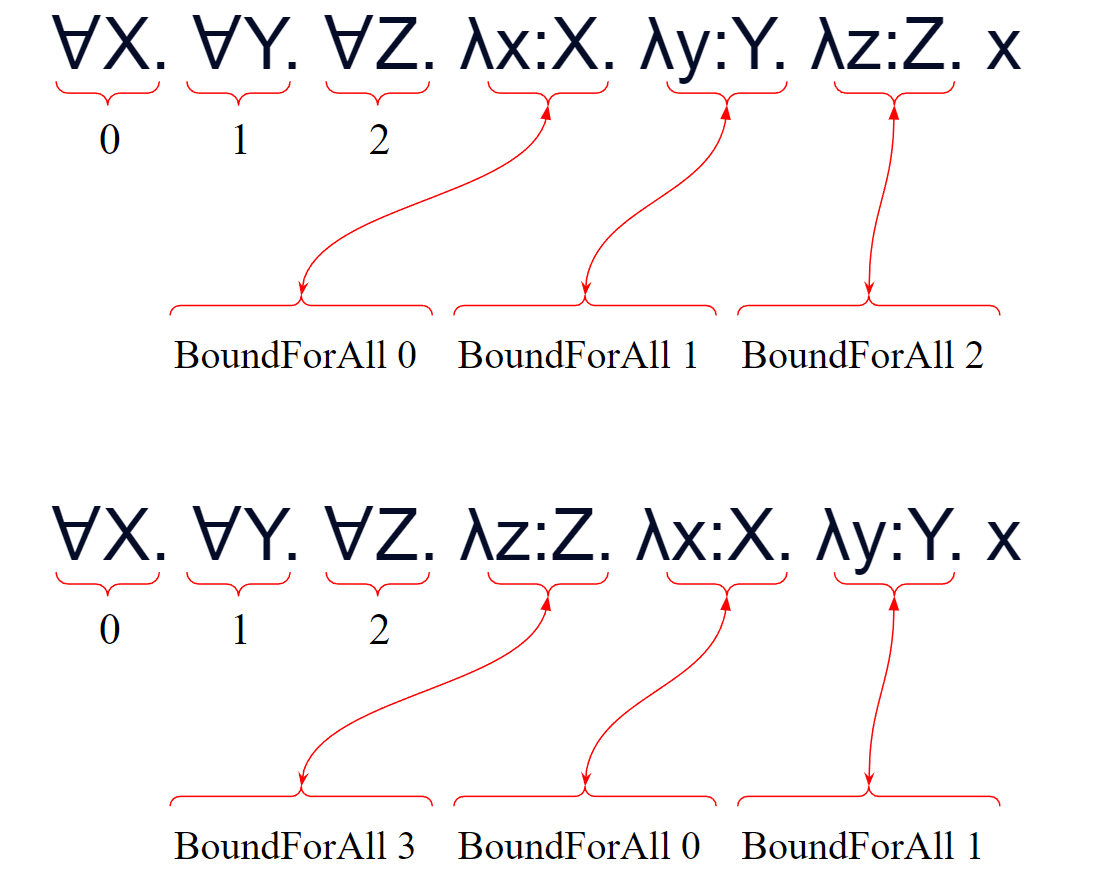 ∀X. ∀Y. ∀Z. λx:X. λy:Y. λz:Z. x
0 1 2
BoundForAll 0 BoundForAll 1 BoundForAll 2
∀X. ∀Y. ∀Z. λz:Z. λx:X. λy:Y. x
0 1 2
BoundForAll 3 BoundForAll 0 BoundForAll 1